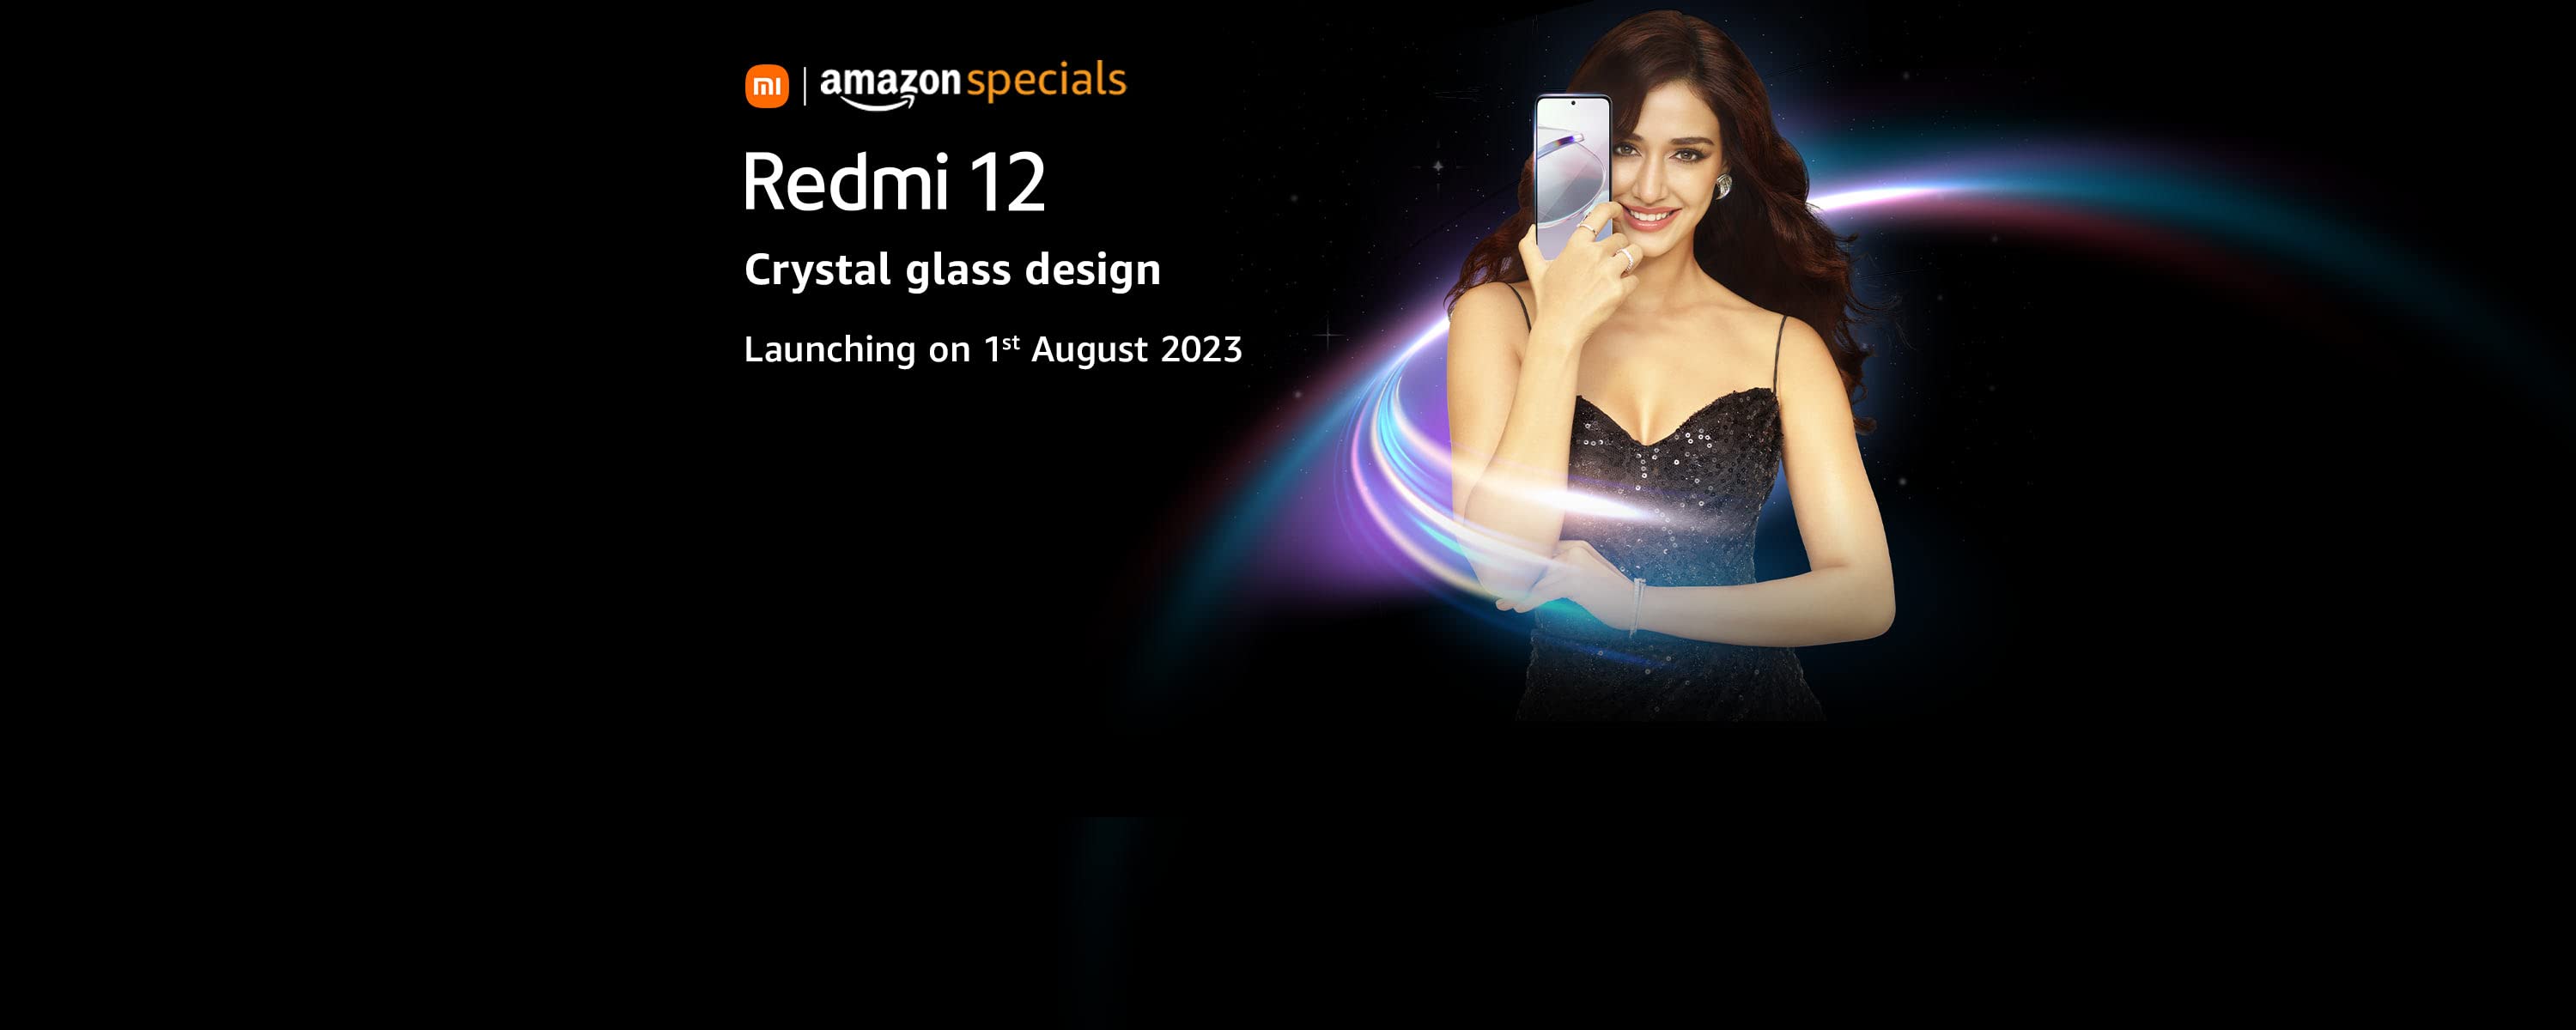 mi | amazon specials
Redmi 12
Crystal glass design
Launching on 1st August 2023